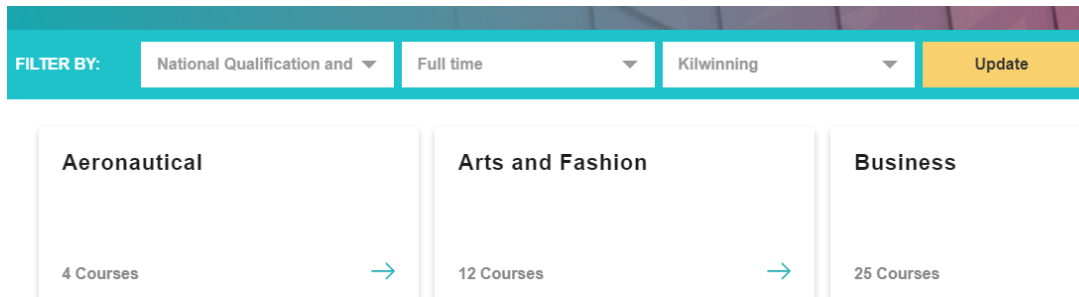 FILTER BY: National Qualification and Full time Kilwinning Update
Aeronautical Arts and Fashion Business
4 Courses 12 Courses 25 Courses